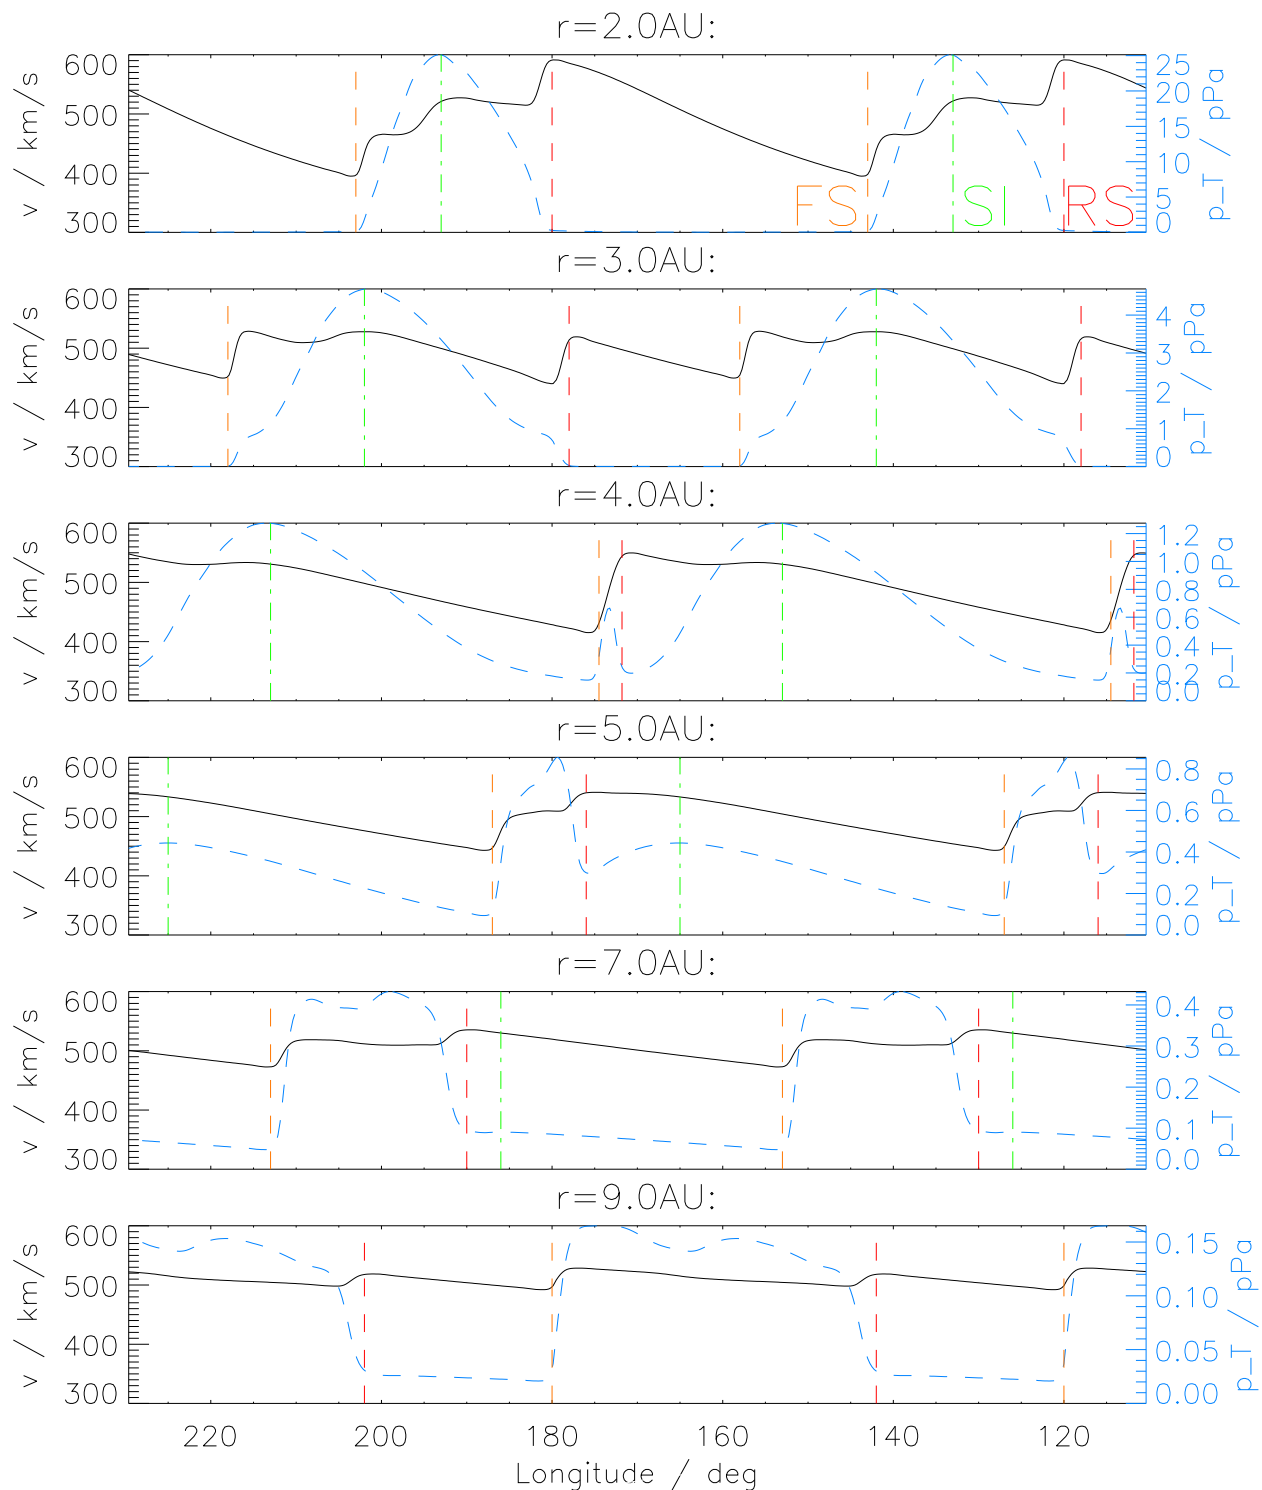 r=2.0AU:
v / km/s
600
500
400
300
FS
SI
RS
25
20
15
10
5
0
p_T / pPa
r=3.0AU:
v / km/s
600
500
400
300
4
3
2
1
0
p_T / pPa
r=4.0AU:
v / km/s
600
500
400
300
1.2
1.0
0.8
0.6
0.4
0.2
0.0
p_T / pPa
r=5.0AU:
v / km/s
600
500
400
300
0.8
0.6
0.4
0.2
0.0
p_T / pPa
r=7.0AU:
v / km/s
600
500
400
300
0.4
0.3
0.2
0.1
0.0
p_T / pPa
r=9.0AU:
v / km/s
600
500
400
300
0.15
0.10
0.05
0.00
p_T / pPa
220 200 180 160 140 120
Longitude / deg